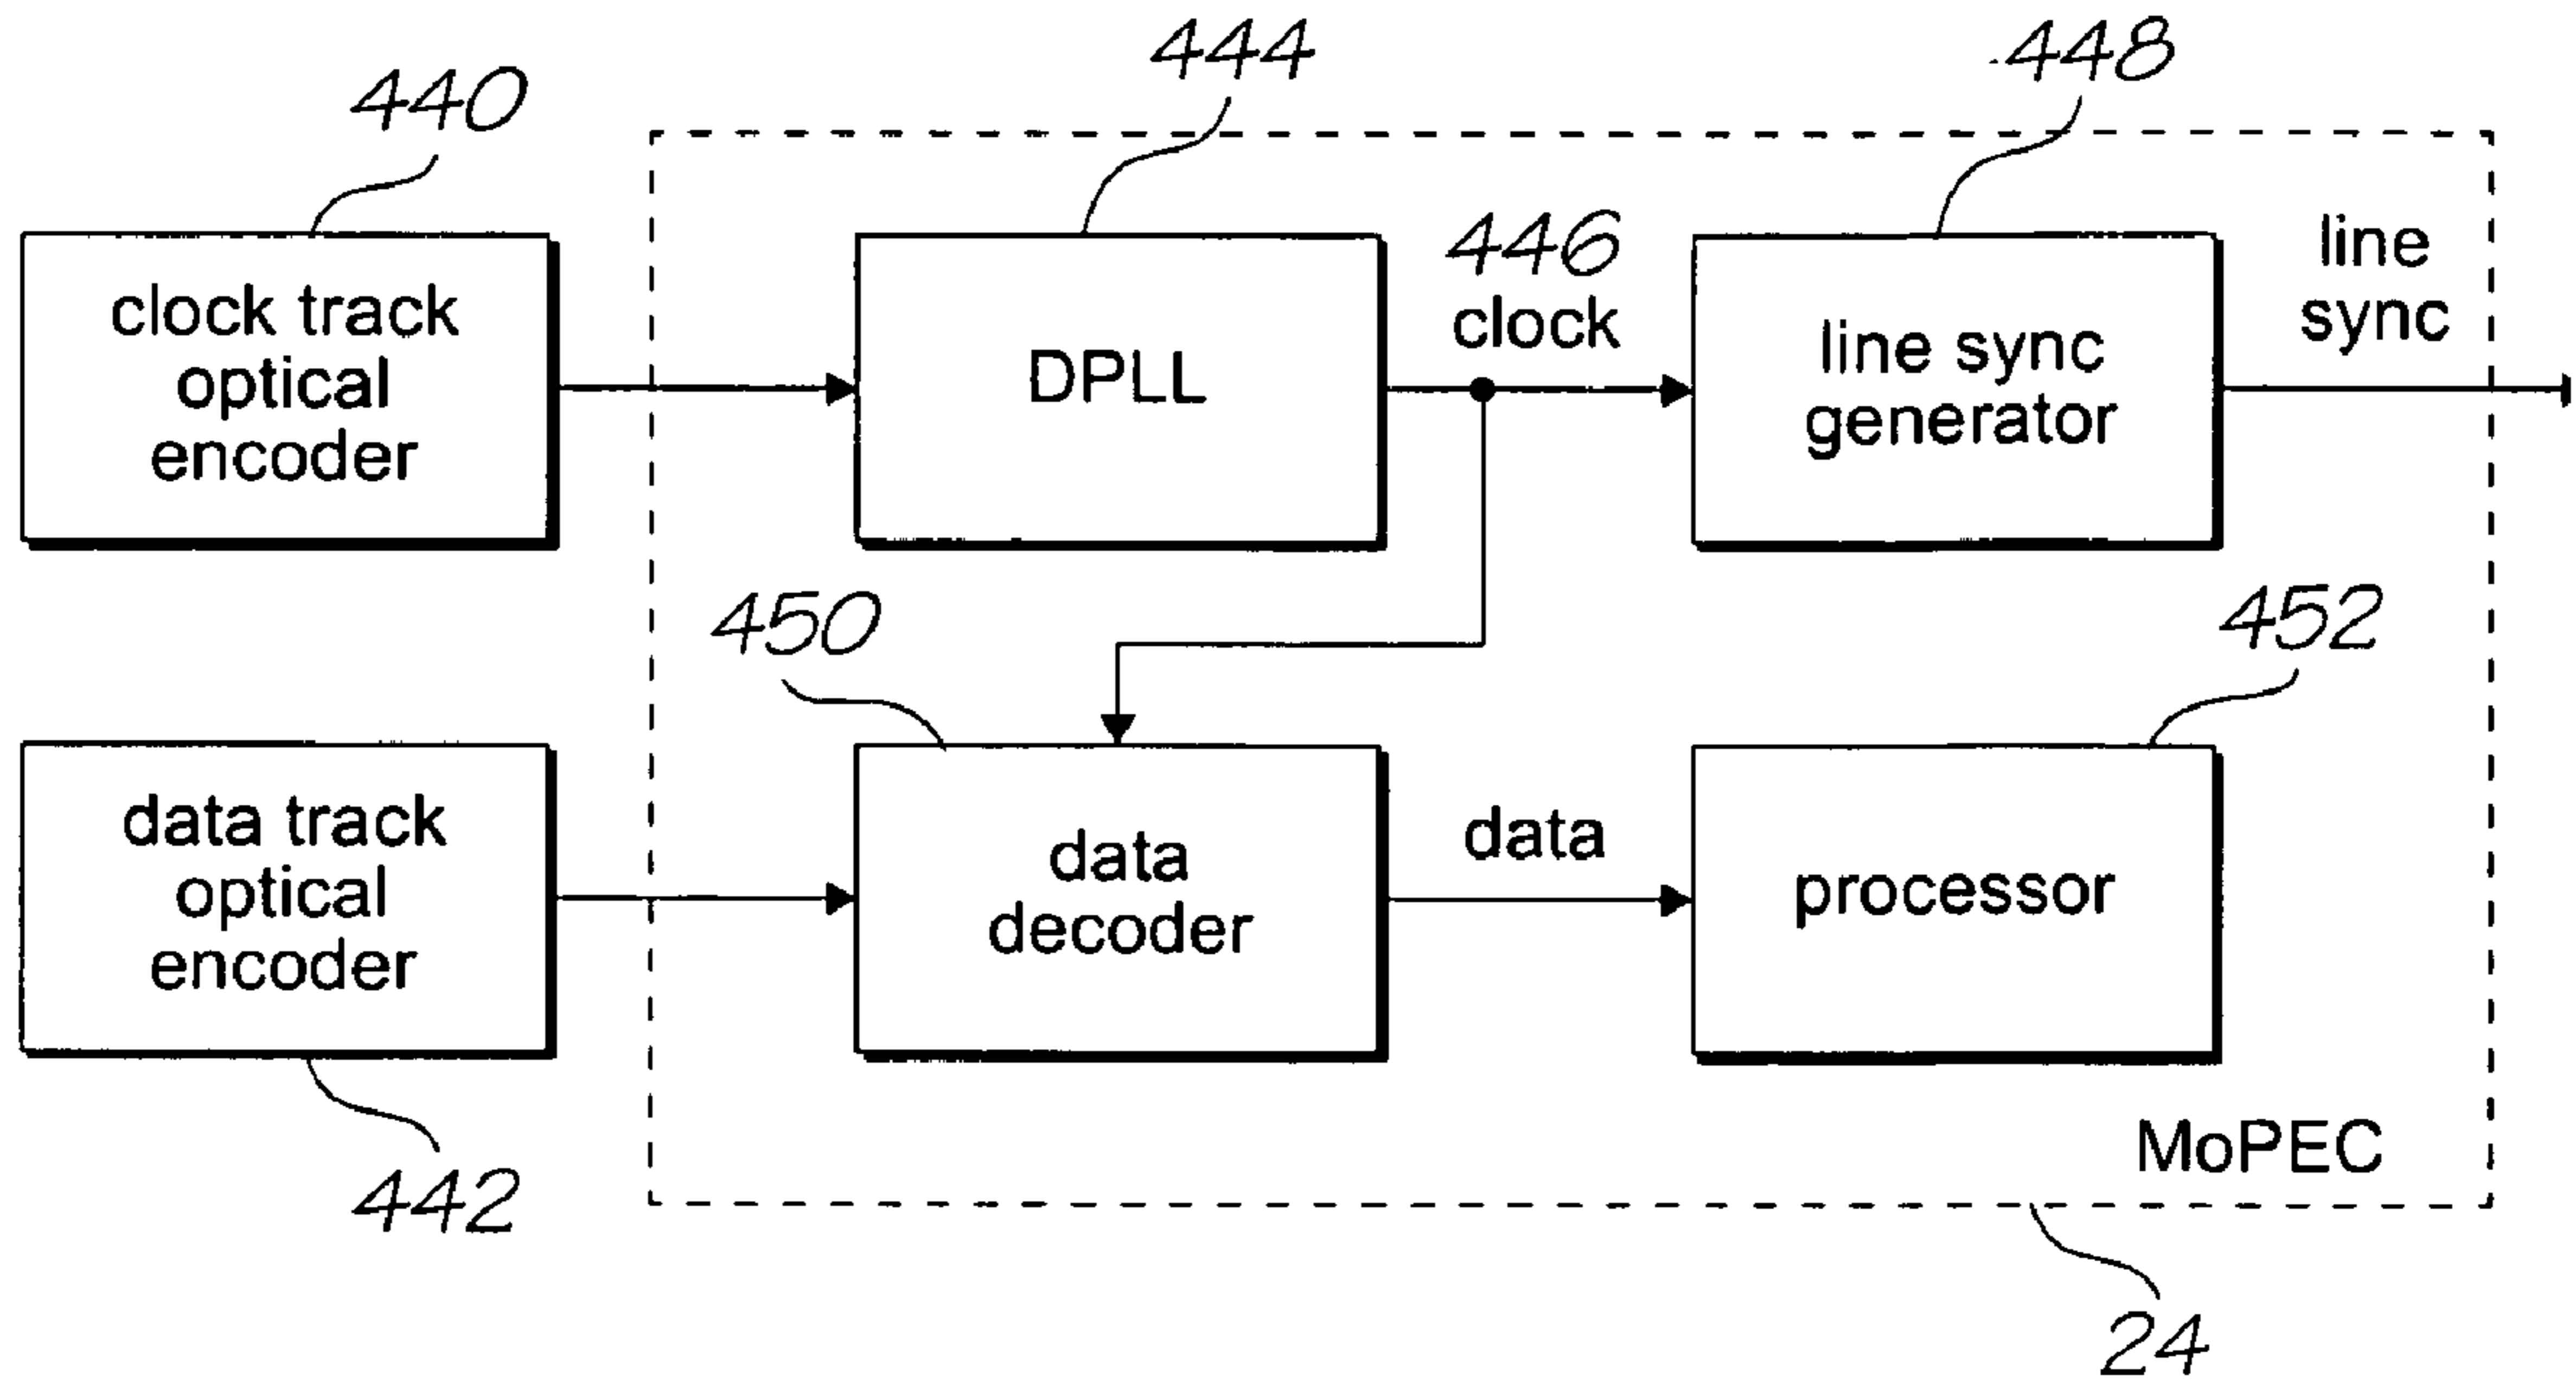 440
444
448
clock track
optical
encoder
DPLL
446
clock
line sync
generator
line
sync
450
452
data track
optical
encoder
data
decoder
data
processor
442
MoPEC
24